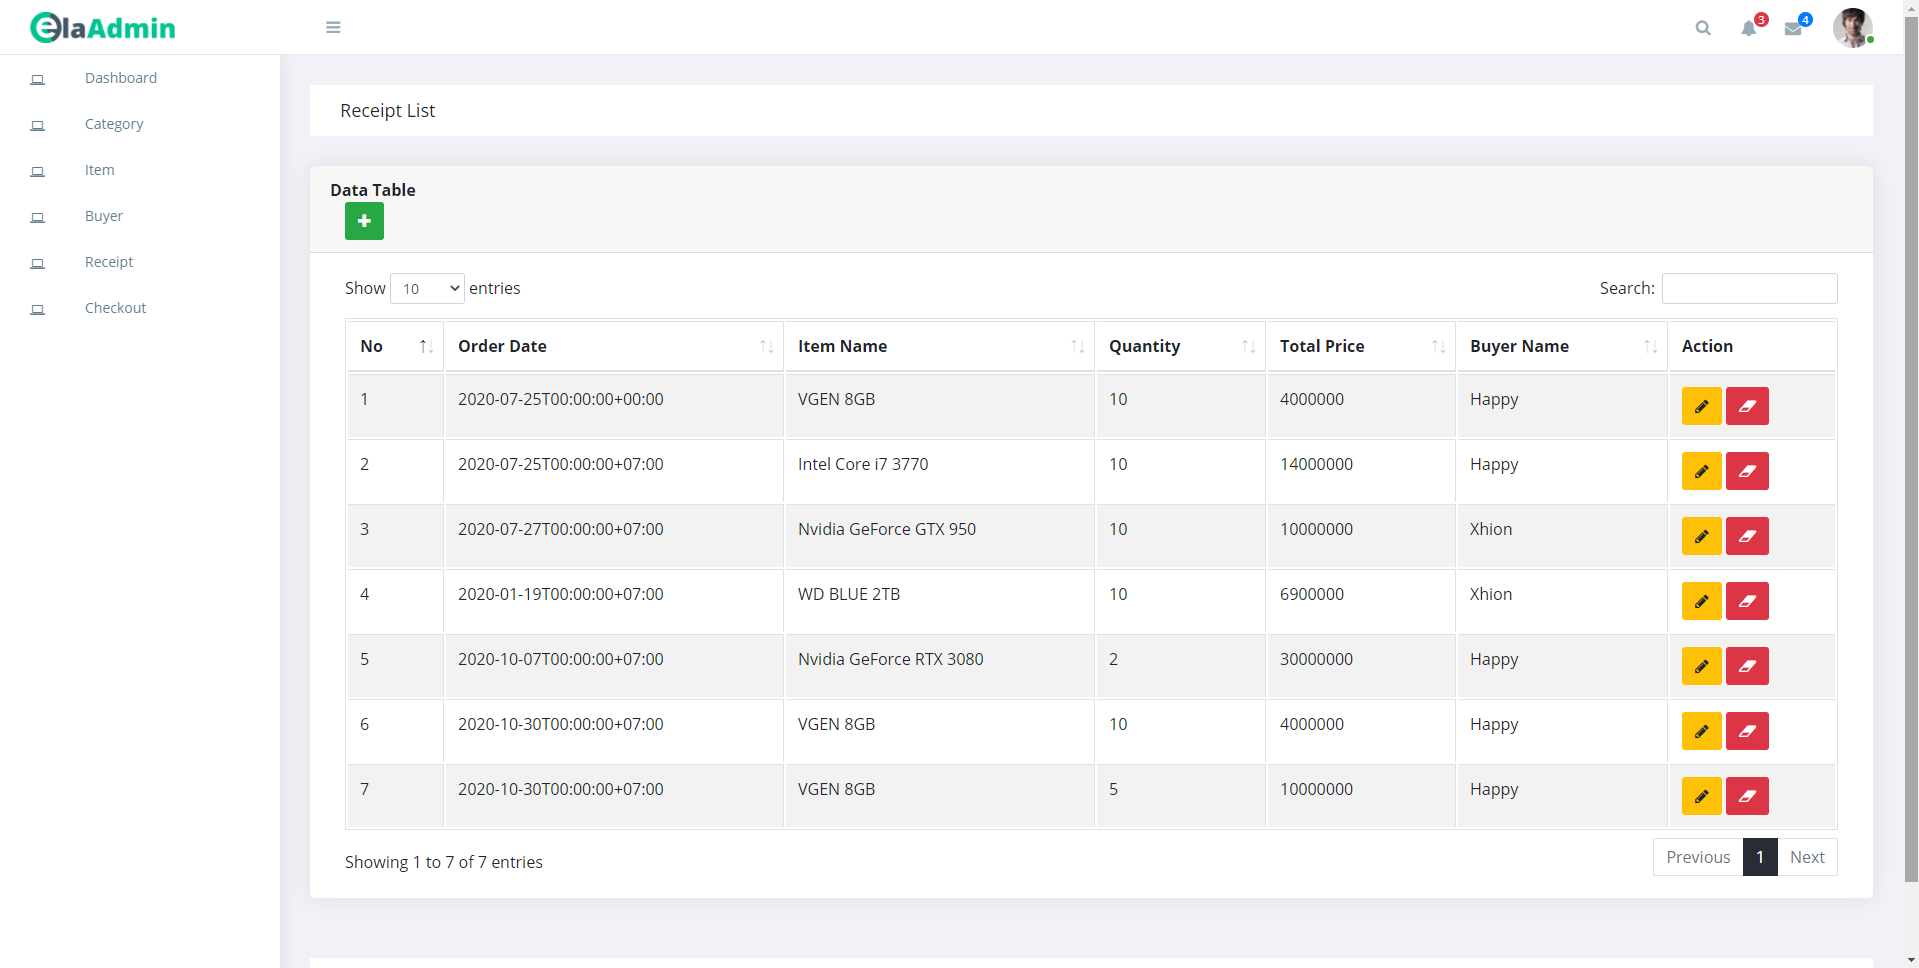 elaAdmin
3
4
Dashboard
Category
Item
Buyer
Receipt
Checkout
Receipt List
Data Table
Show 10 entries
Search:
No Order Date Item Name Quantity Total Price Buyer Name Action
1 2020-07-25T00:00:00+00:00 VGEN 8GB 10 4000000 Happy
2 2020-07-25T00:00:00+07:00 Intel Core i7 3770 10 14000000 Happy
3 2020-07-27T00:00:00+07:00 Nvidia GeForce GTX 950 10 10000000 Xhion
4 2020-01-19T00:00:00+07:00 WD BLUE 2TB 10 6900000 Xhion
5 2020-10-07T00:00:00+07:00 Nvidia GeForce RTX 3080 2 30000000 Happy
6 2020-10-30T00:00:00+07:00 VGEN 8GB 10 4000000 Happy
7 2020-10-30T00:00:00+07:00 VGEN 8GB 5 10000000 Happy
Showing 1 to 7 of 7 entries
Previous 1 Next